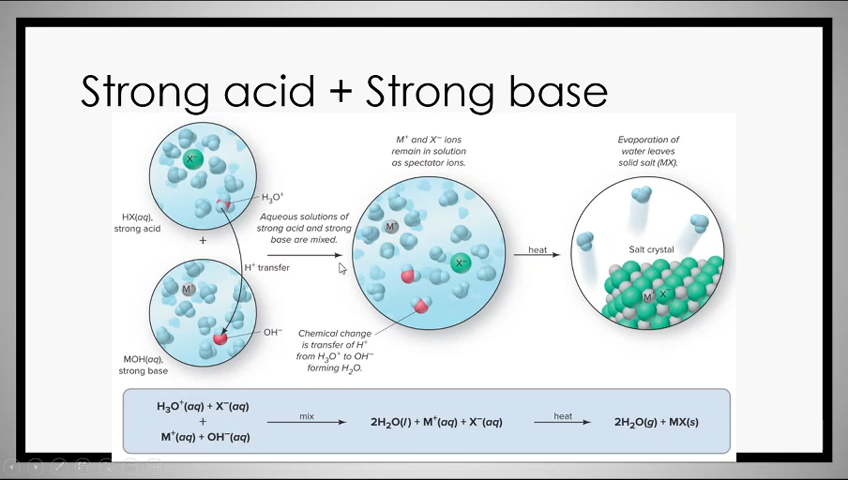 Strong acid + Strong base
X⁻
H₃O⁺
HX(aq),
strong acid
+
H⁺ transfer
M⁺
OH⁻
MOH(aq),
strong base
Aqueous solutions of
strong acid and strong
base are mixed.
M⁺ and X⁻ ions
remain in solution
as spectator ions.
M⁺
X⁻
Chemical change
is transfer of H⁺
from H₃O⁺ to OH⁻
forming H₂O.
heat
Evaporation of
water leaves
solid salt (MX).
Salt crystal
M⁺ X⁻
H₃O⁺(aq) + X⁻(aq)
+
M⁺(aq) + OH⁻(aq)
mix
2H₂O(l) + M⁺(aq) + X⁻(aq)
heat
2H₂O(g) + MX(s)